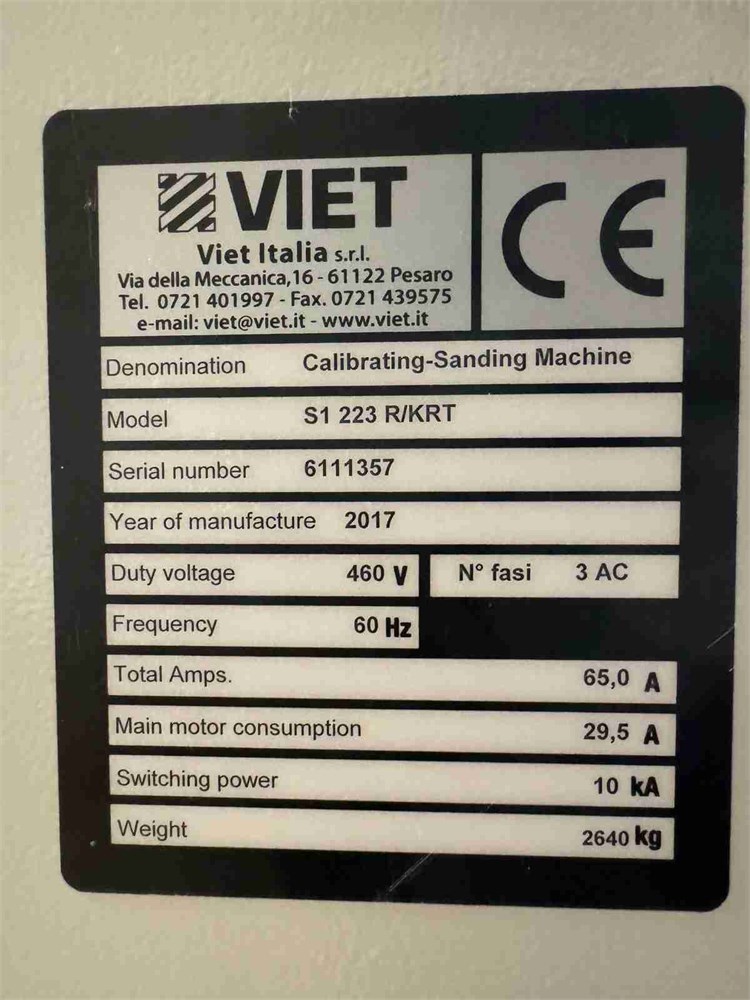 VIET
CE
Viet Italia s.r.l.
Via della Meccanica,16 - 61122 Pesaro
Tel. 0721 401997 - Fax. 0721 439575
e-mail: viet@viet.it - www.viet.it
Denomination Calibrating-Sanding Machine
Model S1 223 R/KRT
Serial number 6111357
Year of manufacture 2017
Duty voltage 460 V N° fasi 3 AC
Frequency 60 Hz
Total Amps. 65,0 A
Main motor consumption 29,5 A
Switching power 10 kA
Weight 2640 kg